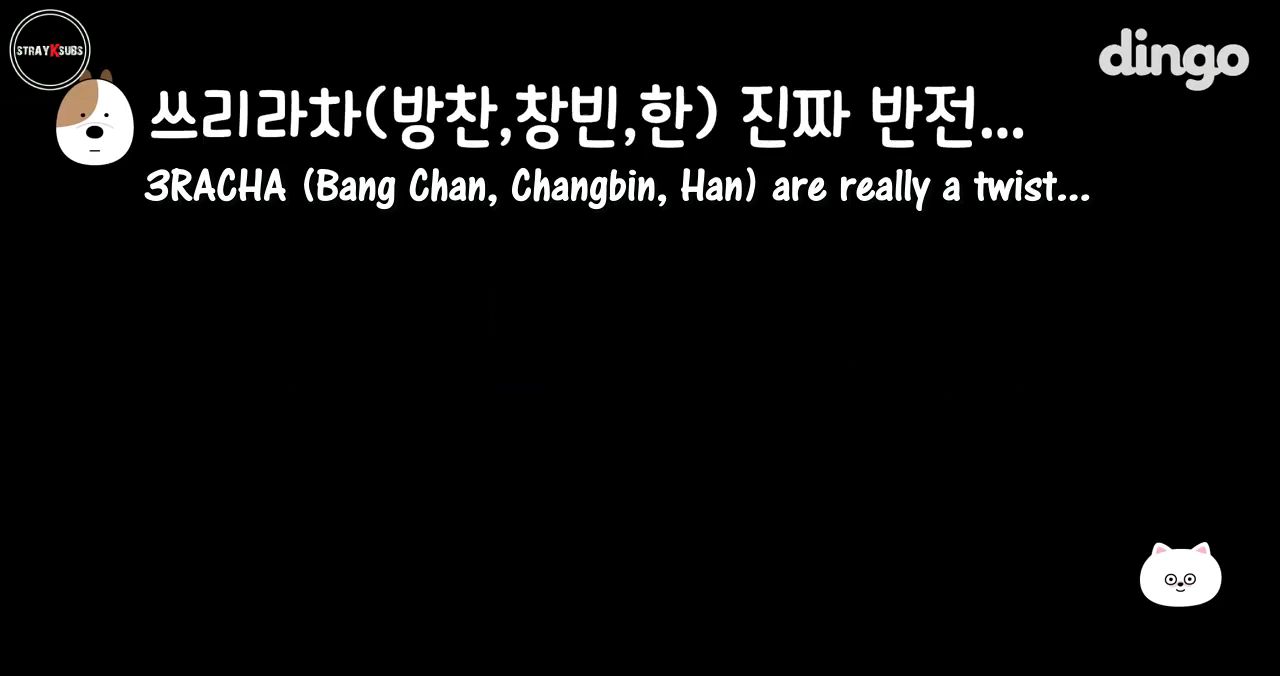 STRAYKSUBS
dingo
쓰리라차(방찬,창빈,한) 진짜 반전...
3RACHA (Bang Chan, Changbin, Han) are really a twist...